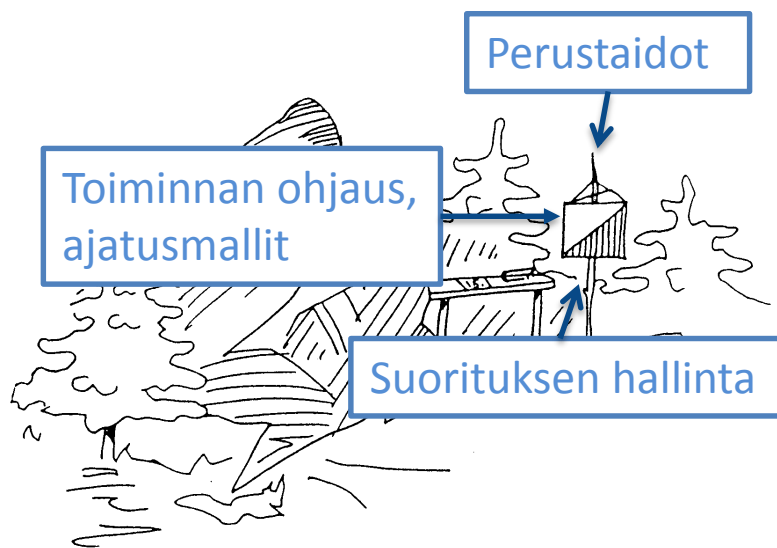 Perustaidot
Toiminnan ohjaus,
ajatusmallit
Suorituksen hallinta